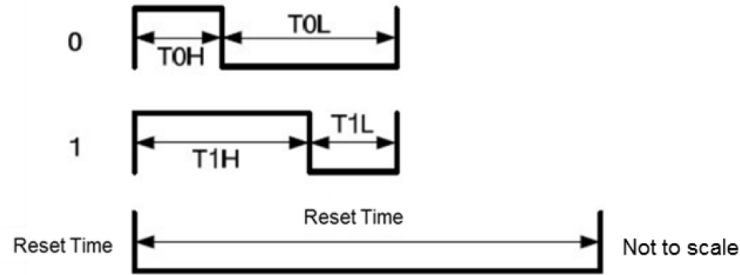 0
T0H
T0L
1
T1H
T1L
Reset Time
Reset Time
Not to scale